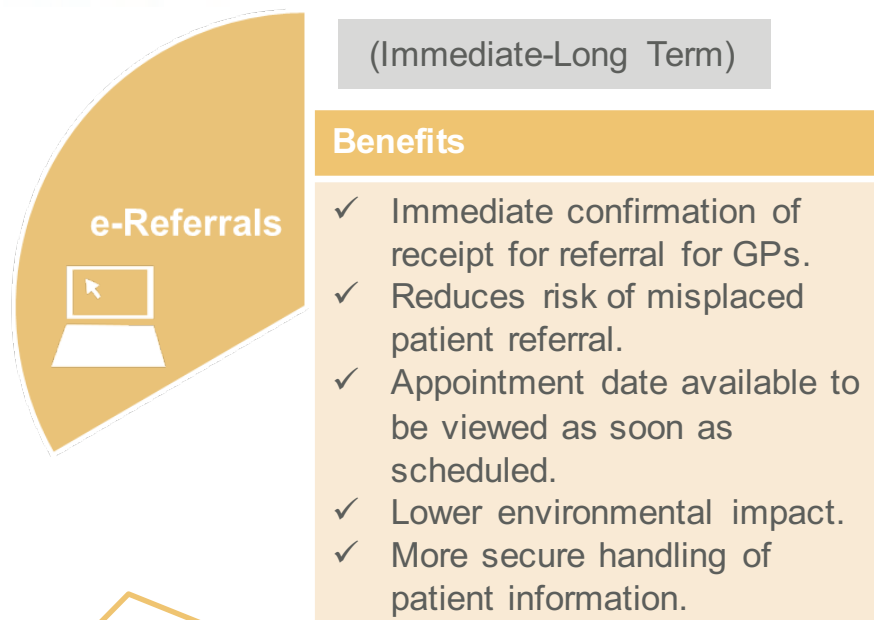 (Immediate-Long Term)
e-Referrals
Benefits
✓ Immediate confirmation of
receipt for referral for GPs.
✓ Reduces risk of misplaced
patient referral.
✓ Appointment date available to
be viewed as soon as
scheduled.
✓ Lower environmental impact.
✓ More secure handling of
patient information.